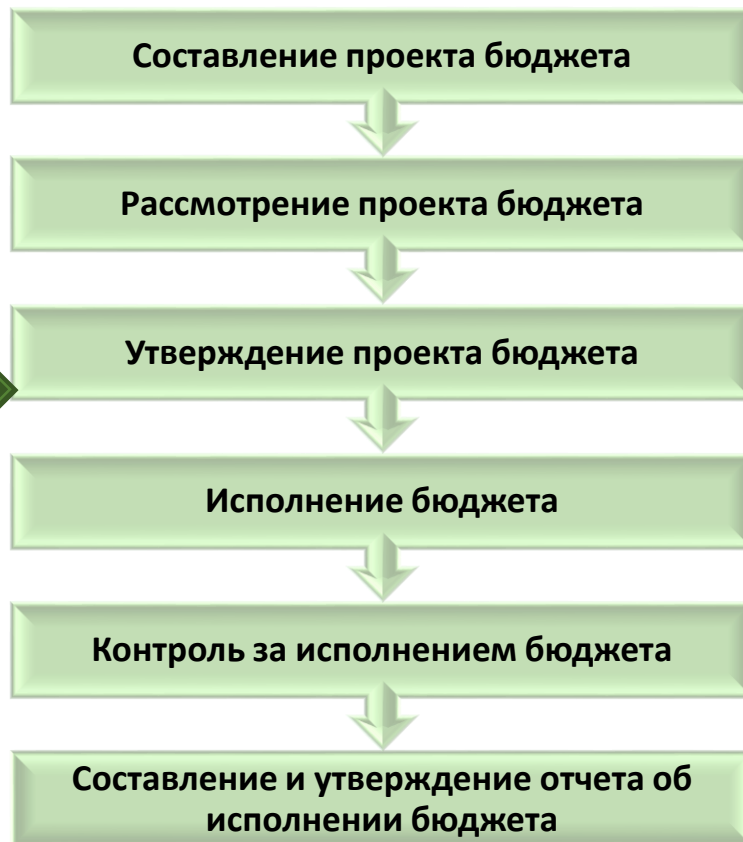 Составление проекта бюджета
Рассмотрение проекта бюджета
Утверждение проекта бюджета
Исполнение бюджета
Контроль за исполнением бюджета
Составление и утверждение отчета об
исполнении бюджета